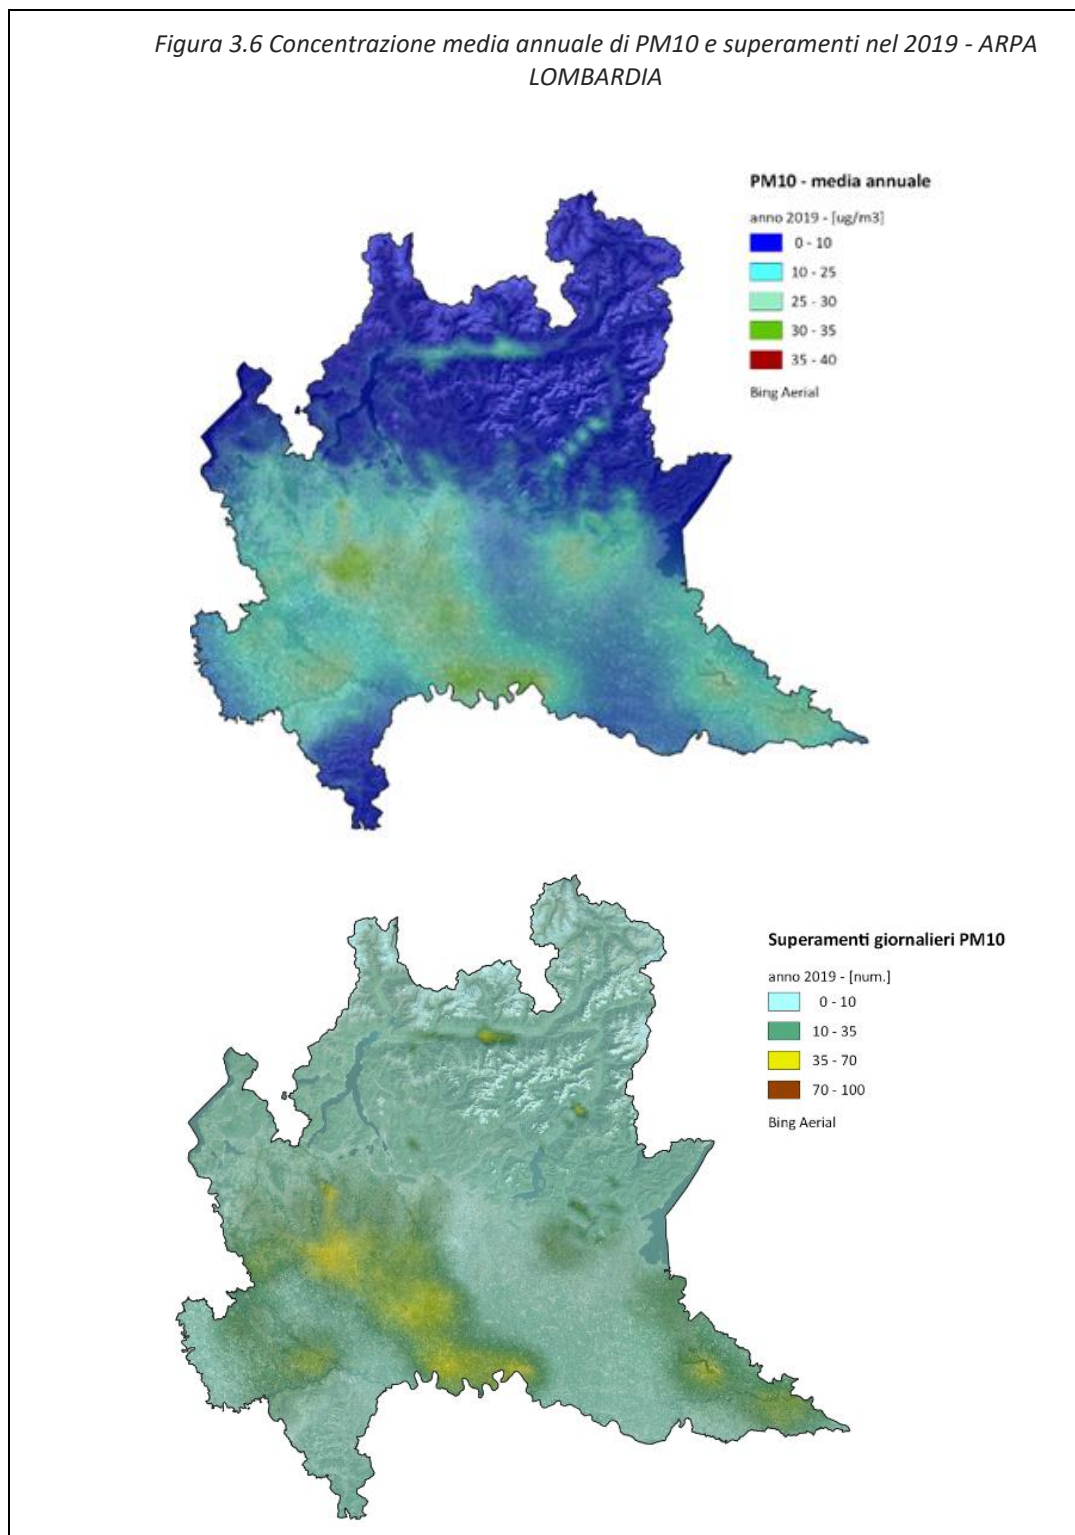 Figura 3.6 Concentrazione media annuale di PM10 e superamenti nel 2019 - ARPA
LOMBARDIA
PM10 - media annuale
anno 2019 - [ug/m3]
0 - 10
10 - 25
25 - 30
30 - 35
35 - 40
Bing Aerial
Superamenti giornalieri PM10
anno 2019 - [num.]
0 - 10
10 - 35
35 - 70
70 - 100
Bing Aerial